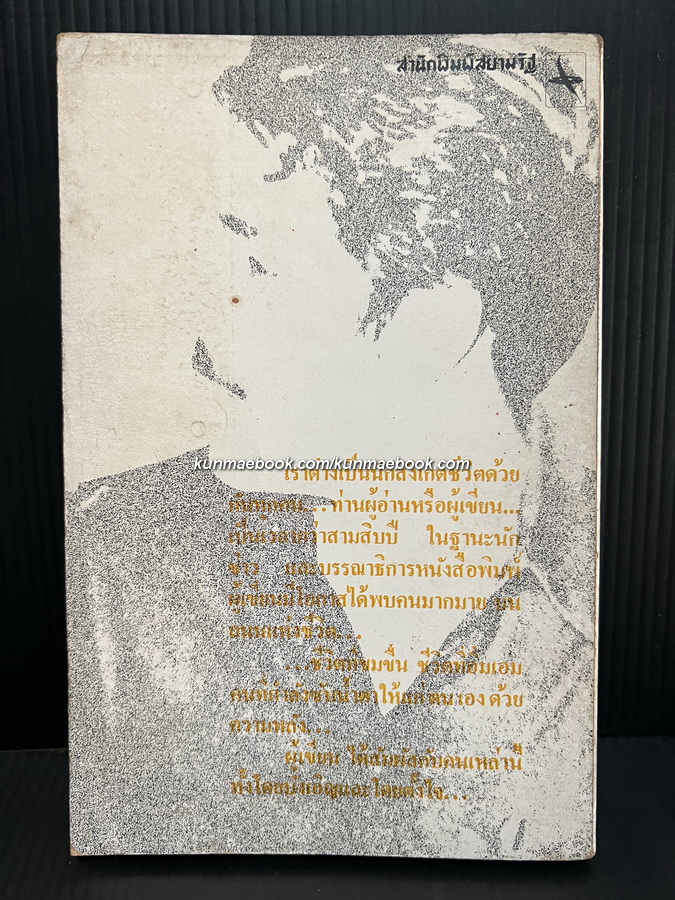 สำนักพิมพ์สยามรัฐ
เราต่างเป็นนักสังเกตชีวิตด้วย
kunmaebook.com/kunmaebook.com
กันทุกคน... ท่านผู้อ่านหรือผู้เขียน...
เป็นเวลากว่าสามสิบปี ในฐานะนัก
ข่าว และบรรณาธิการหนังสือพิมพ์
ผู้เขียนมีโอกาสได้พบคนมากมาย บน
ถนนแห่งชีวิต...
...ชีวิตที่ขมขื่น ชีวิตที่อิ่มเอม
คนที่กำลังซับน้ำตาให้แก่ตนเอง ด้วย
ความหลัง...
ผู้เขียน ได้สัมผัสกับคนเหล่านี้
ทั้งโดยบังเอิญและโดยตั้งใจ...